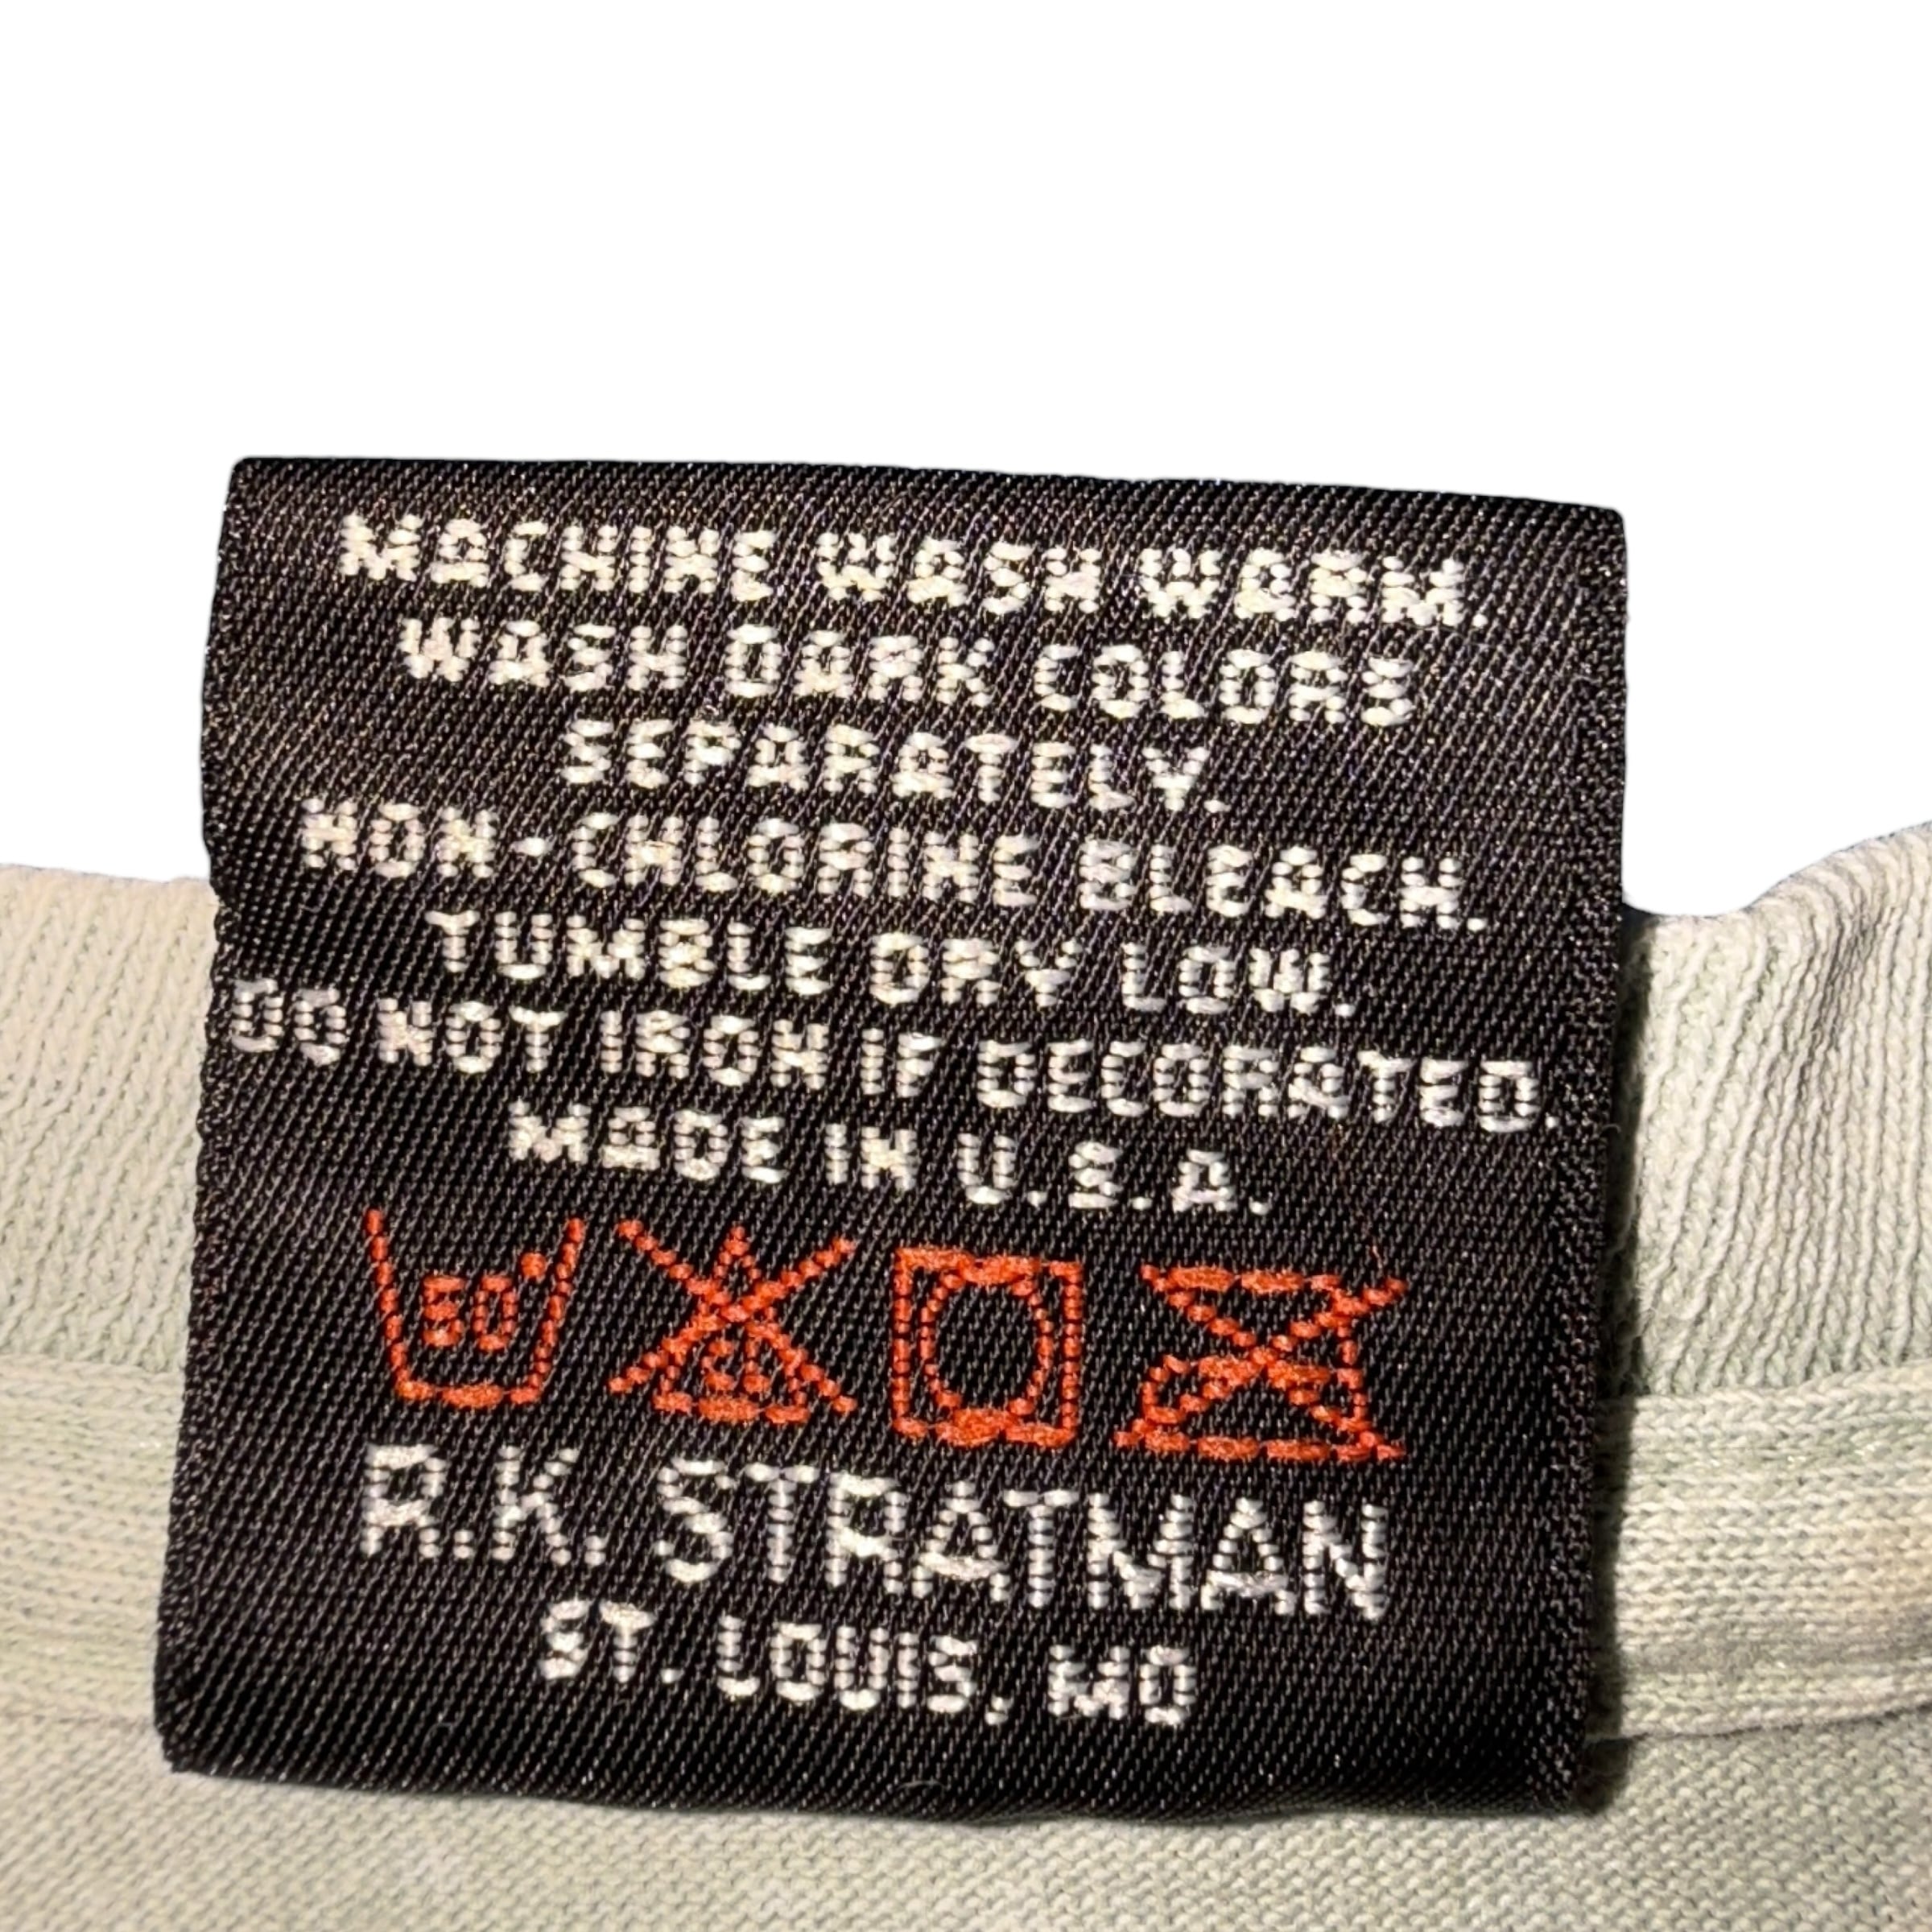 MACHINE WASH WARM.
WASH DARK COLORS
SEPARATELY.
NON-CHLORINE BLEACH.
TUMBLE DRY LOW.
DO NOT IRON IF DECORATED.
MADE IN U.S.A.
50° CL
R.K. STRATMAN
ST. LOUIS, MO